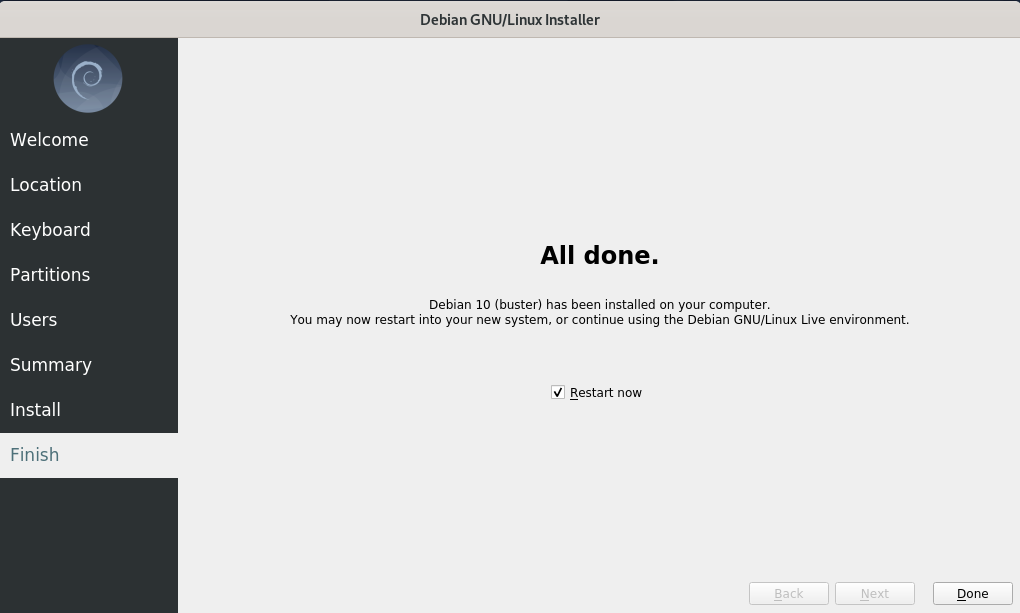 Debian GNU/Linux Installer
Welcome
Location
Keyboard
Partitions
Users
Summary
Install
Finish
All done.
Debian 10 (buster) has been installed on your computer.
You may now restart into your new system, or continue using the Debian GNU/Linux Live environment.
Restart now
Back Next Done